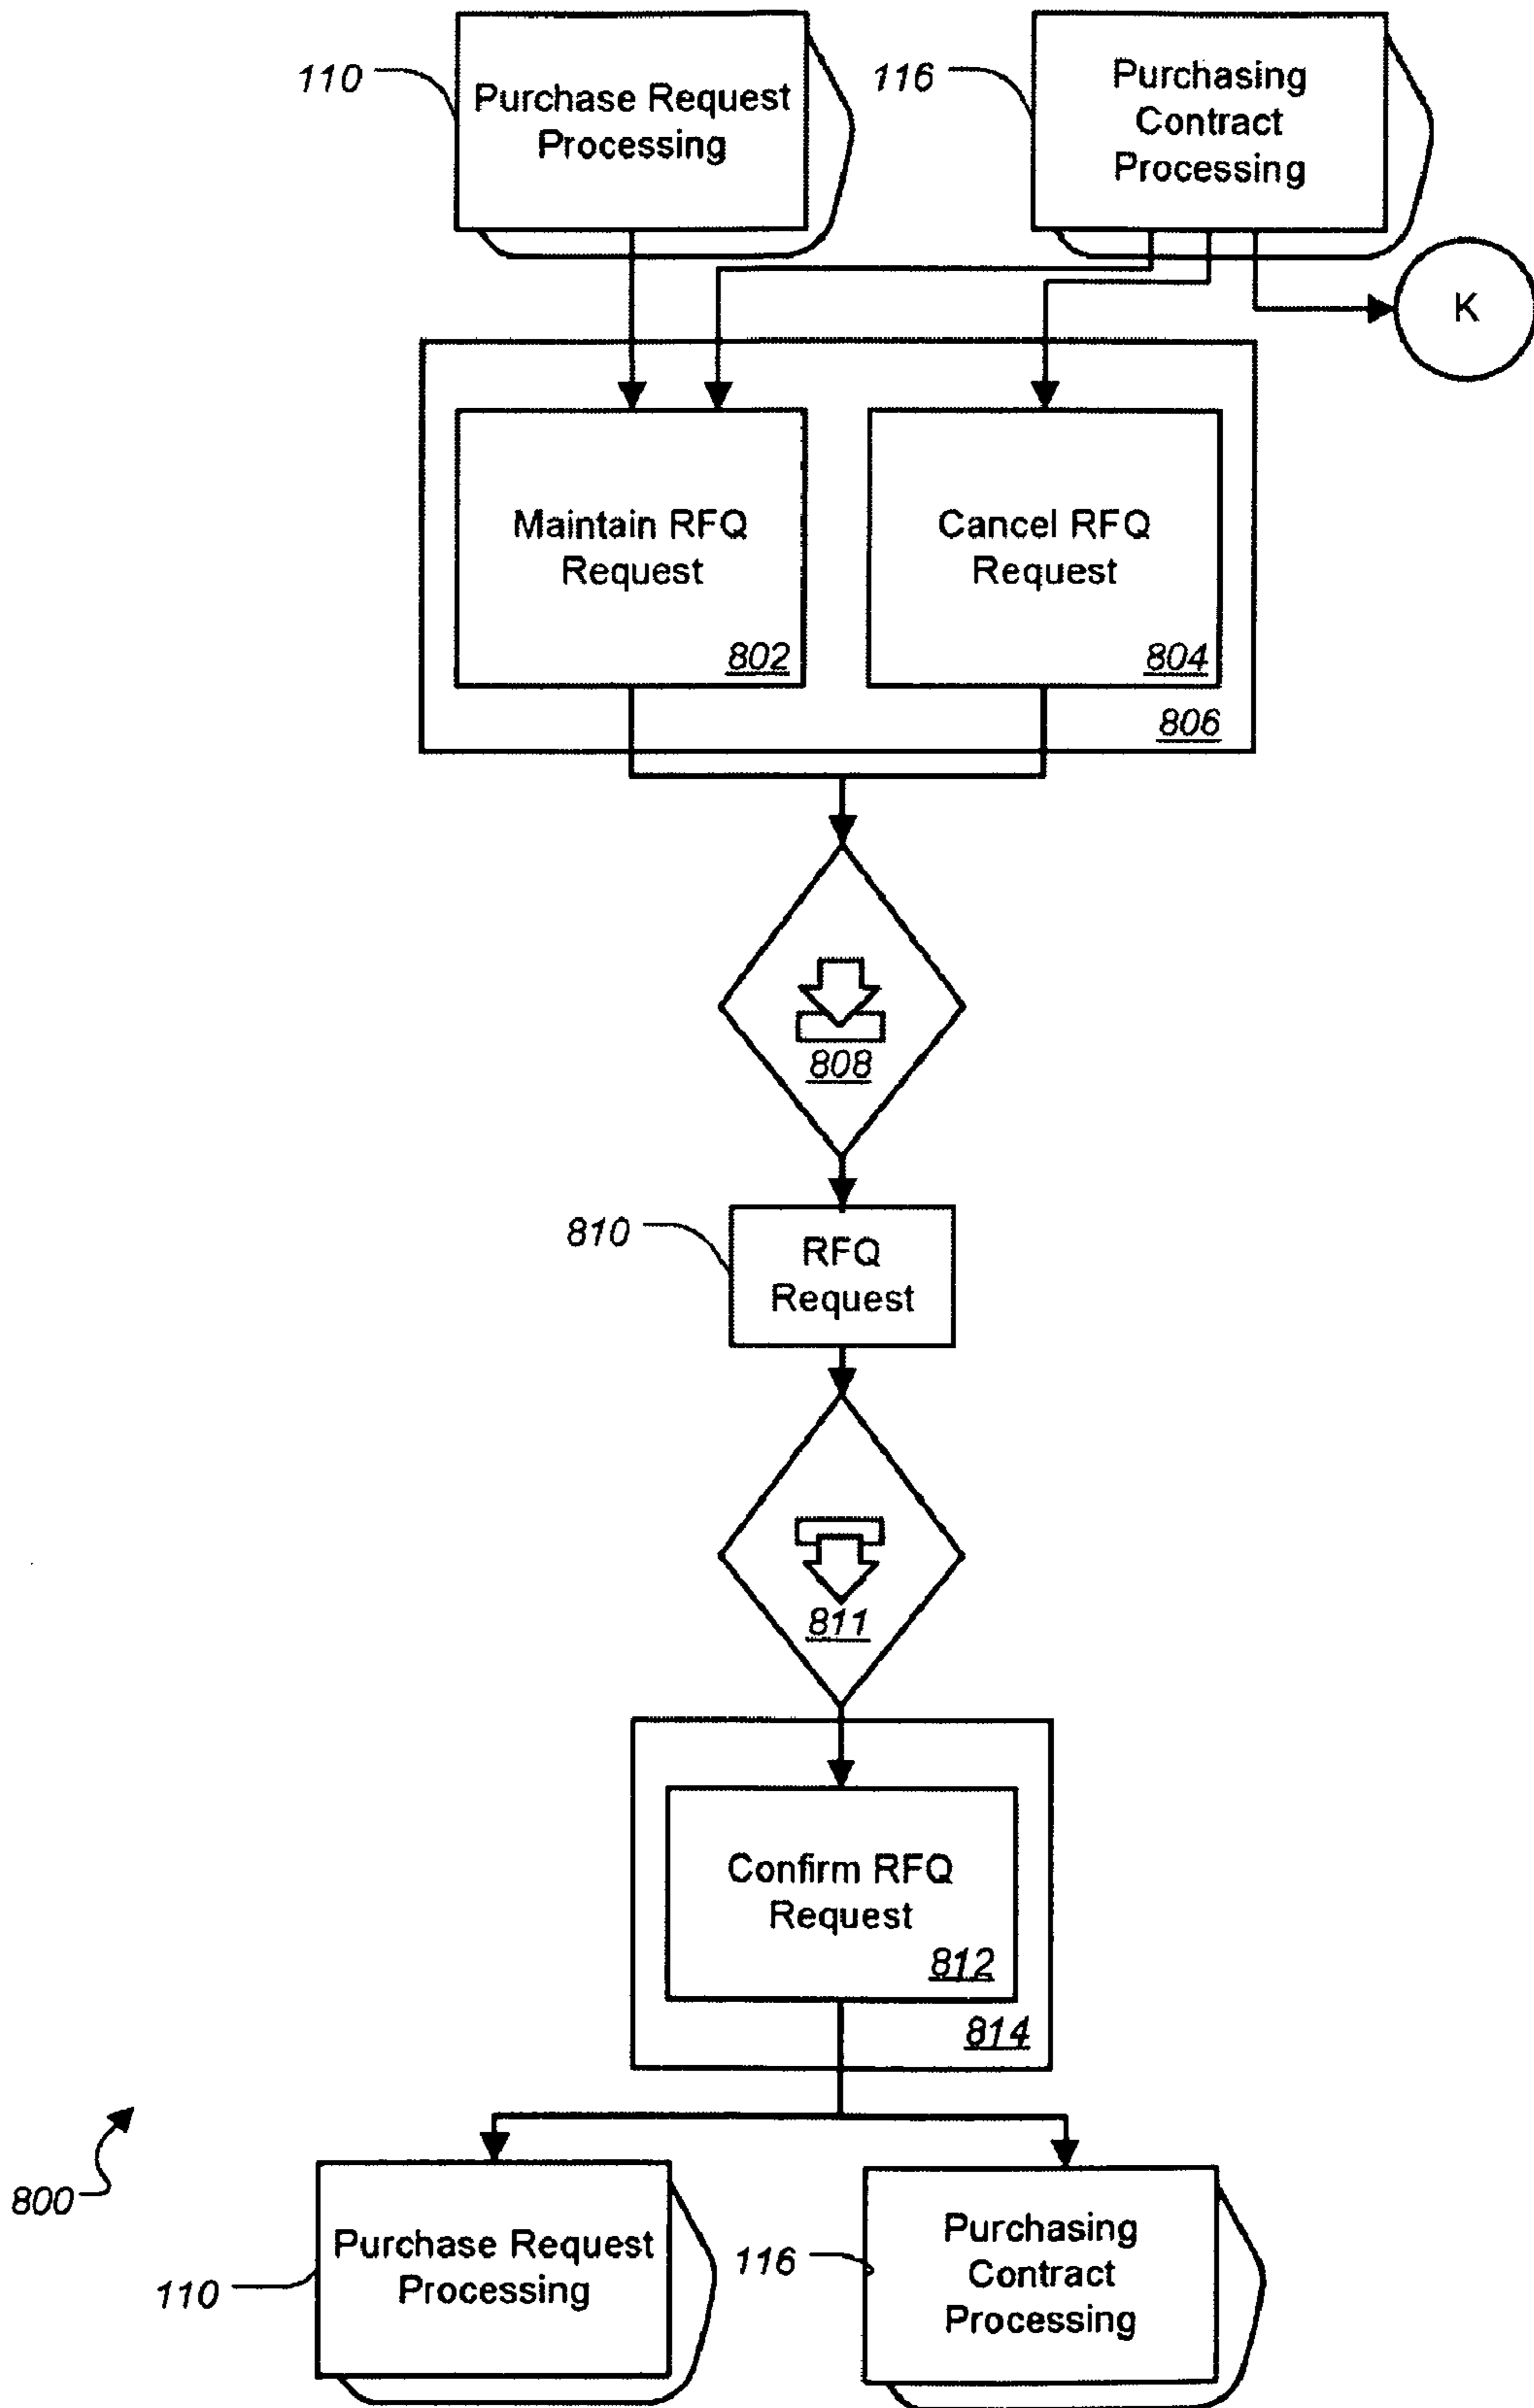 110
Purchase Request
Processing
116
Purchasing
Contract
Processing
K
Maintain RFQ
Request
802
Cancel RFQ
Request
804
806
808
810
RFQ
Request
811
Confirm RFQ
Request
812
814
800
Purchase Request
Processing
110
Purchasing
Contract
Processing
116